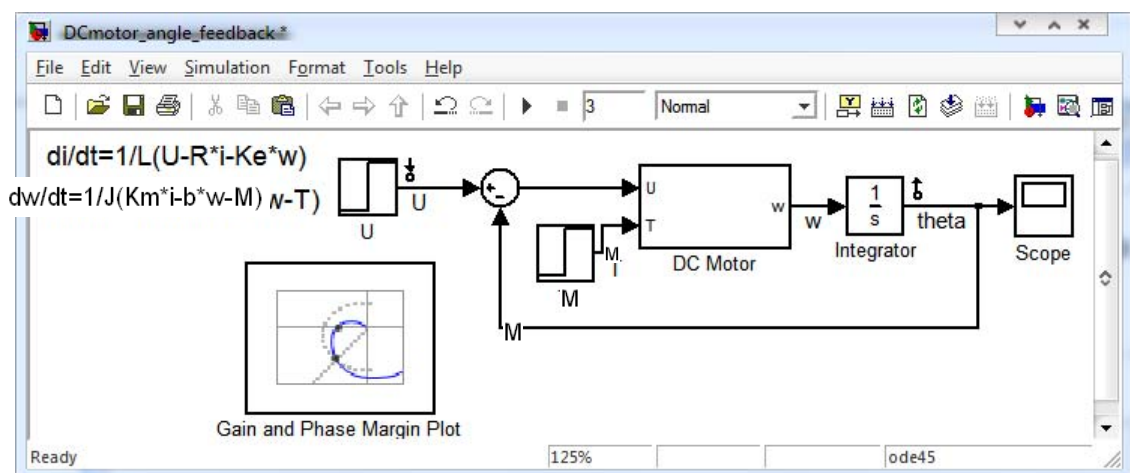 DCmotor_angle_feedback *
File Edit View Simulation Format Tools Help
3 Normal
di/dt=1/L(U-R*i-Ke*w)
dw/dt=1/J(Km*i-b*w-M) w-T)
U
U
+
-
M
M
U
T
w
DC Motor
w
1
s
Integrator
theta
Scope
M
Gain and Phase Margin Plot
Ready 125% ode45